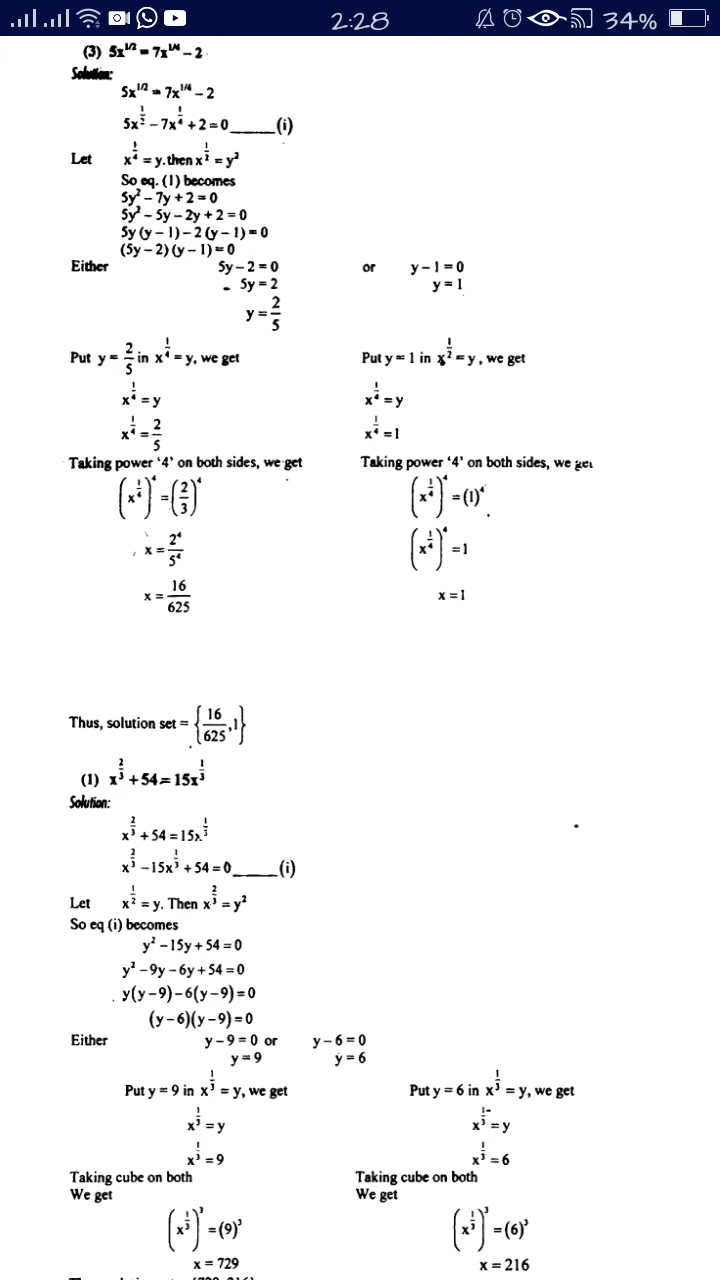 2:28 34%
(3) 5x^{1/2} = 7x^{1/4} – 2
Solution:
5x^{1/2} = 7x^{1/4} – 2
5x^{1/2} – 7x^{1/4} + 2 = 0_____(i)
Let x^{1/4} = y. then x^{1/2} = y²
So eq. (1) becomes
5y² – 7y + 2 = 0
5y² – 5y – 2y + 2 = 0
5y (y – 1) – 2 (y – 1) = 0
(5y – 2) (y – 1) = 0
Either 5y – 2 = 0 or y – 1 = 0
5y = 2 y = 1
y = 2/5
Put y = 2/5 in x^{1/4} = y, we get
x^{1/4} = y
x^{1/4} = 2/5
Taking power ‘4’ on both sides, we get
(x^{1/4})^4 = (2/3)^4
x = 2^4/5^4
x = 16/625
Put y = 1 in x^{1/2} = y, we get
x^{1/4} = y
x^{1/4} = 1
Taking power ‘4’ on both sides, we get
(x^{1/4})^4 = (1)^4
(x^{1/4})^4 = 1
x = 1
Thus, solution set = {16/625, 1}
(1) x^{2/3} + 54 = 15x^{1/3}
Solution:
x^{2/3} + 54 = 15x^{1/3}
x^{2/3} – 15x^{1/3} + 54 = 0_____(i)
Let x^{1/2} = y. Then x^{2/3} = y²
So eq (i) becomes
y² – 15y + 54 = 0
y² – 9y – 6y + 54 = 0
y(y – 9) – 6(y – 9) = 0
(y – 6)(y – 9) = 0
Either y – 9 = 0 or y – 6 = 0
y = 9 y = 6
Put y = 9 in x^{1/3} = y, we get
x^{1/3} = y
x^{1/3} = 9
Taking cube on both
We get
(x^{1/3})³ = (9)³
x = 729
Put y = 6 in x^{1/3} = y, we get
x^{1/3} = y
x^{1/3} = 6
Taking cube on both
We get
(x^{1/3})³ = (6)³
x = 216